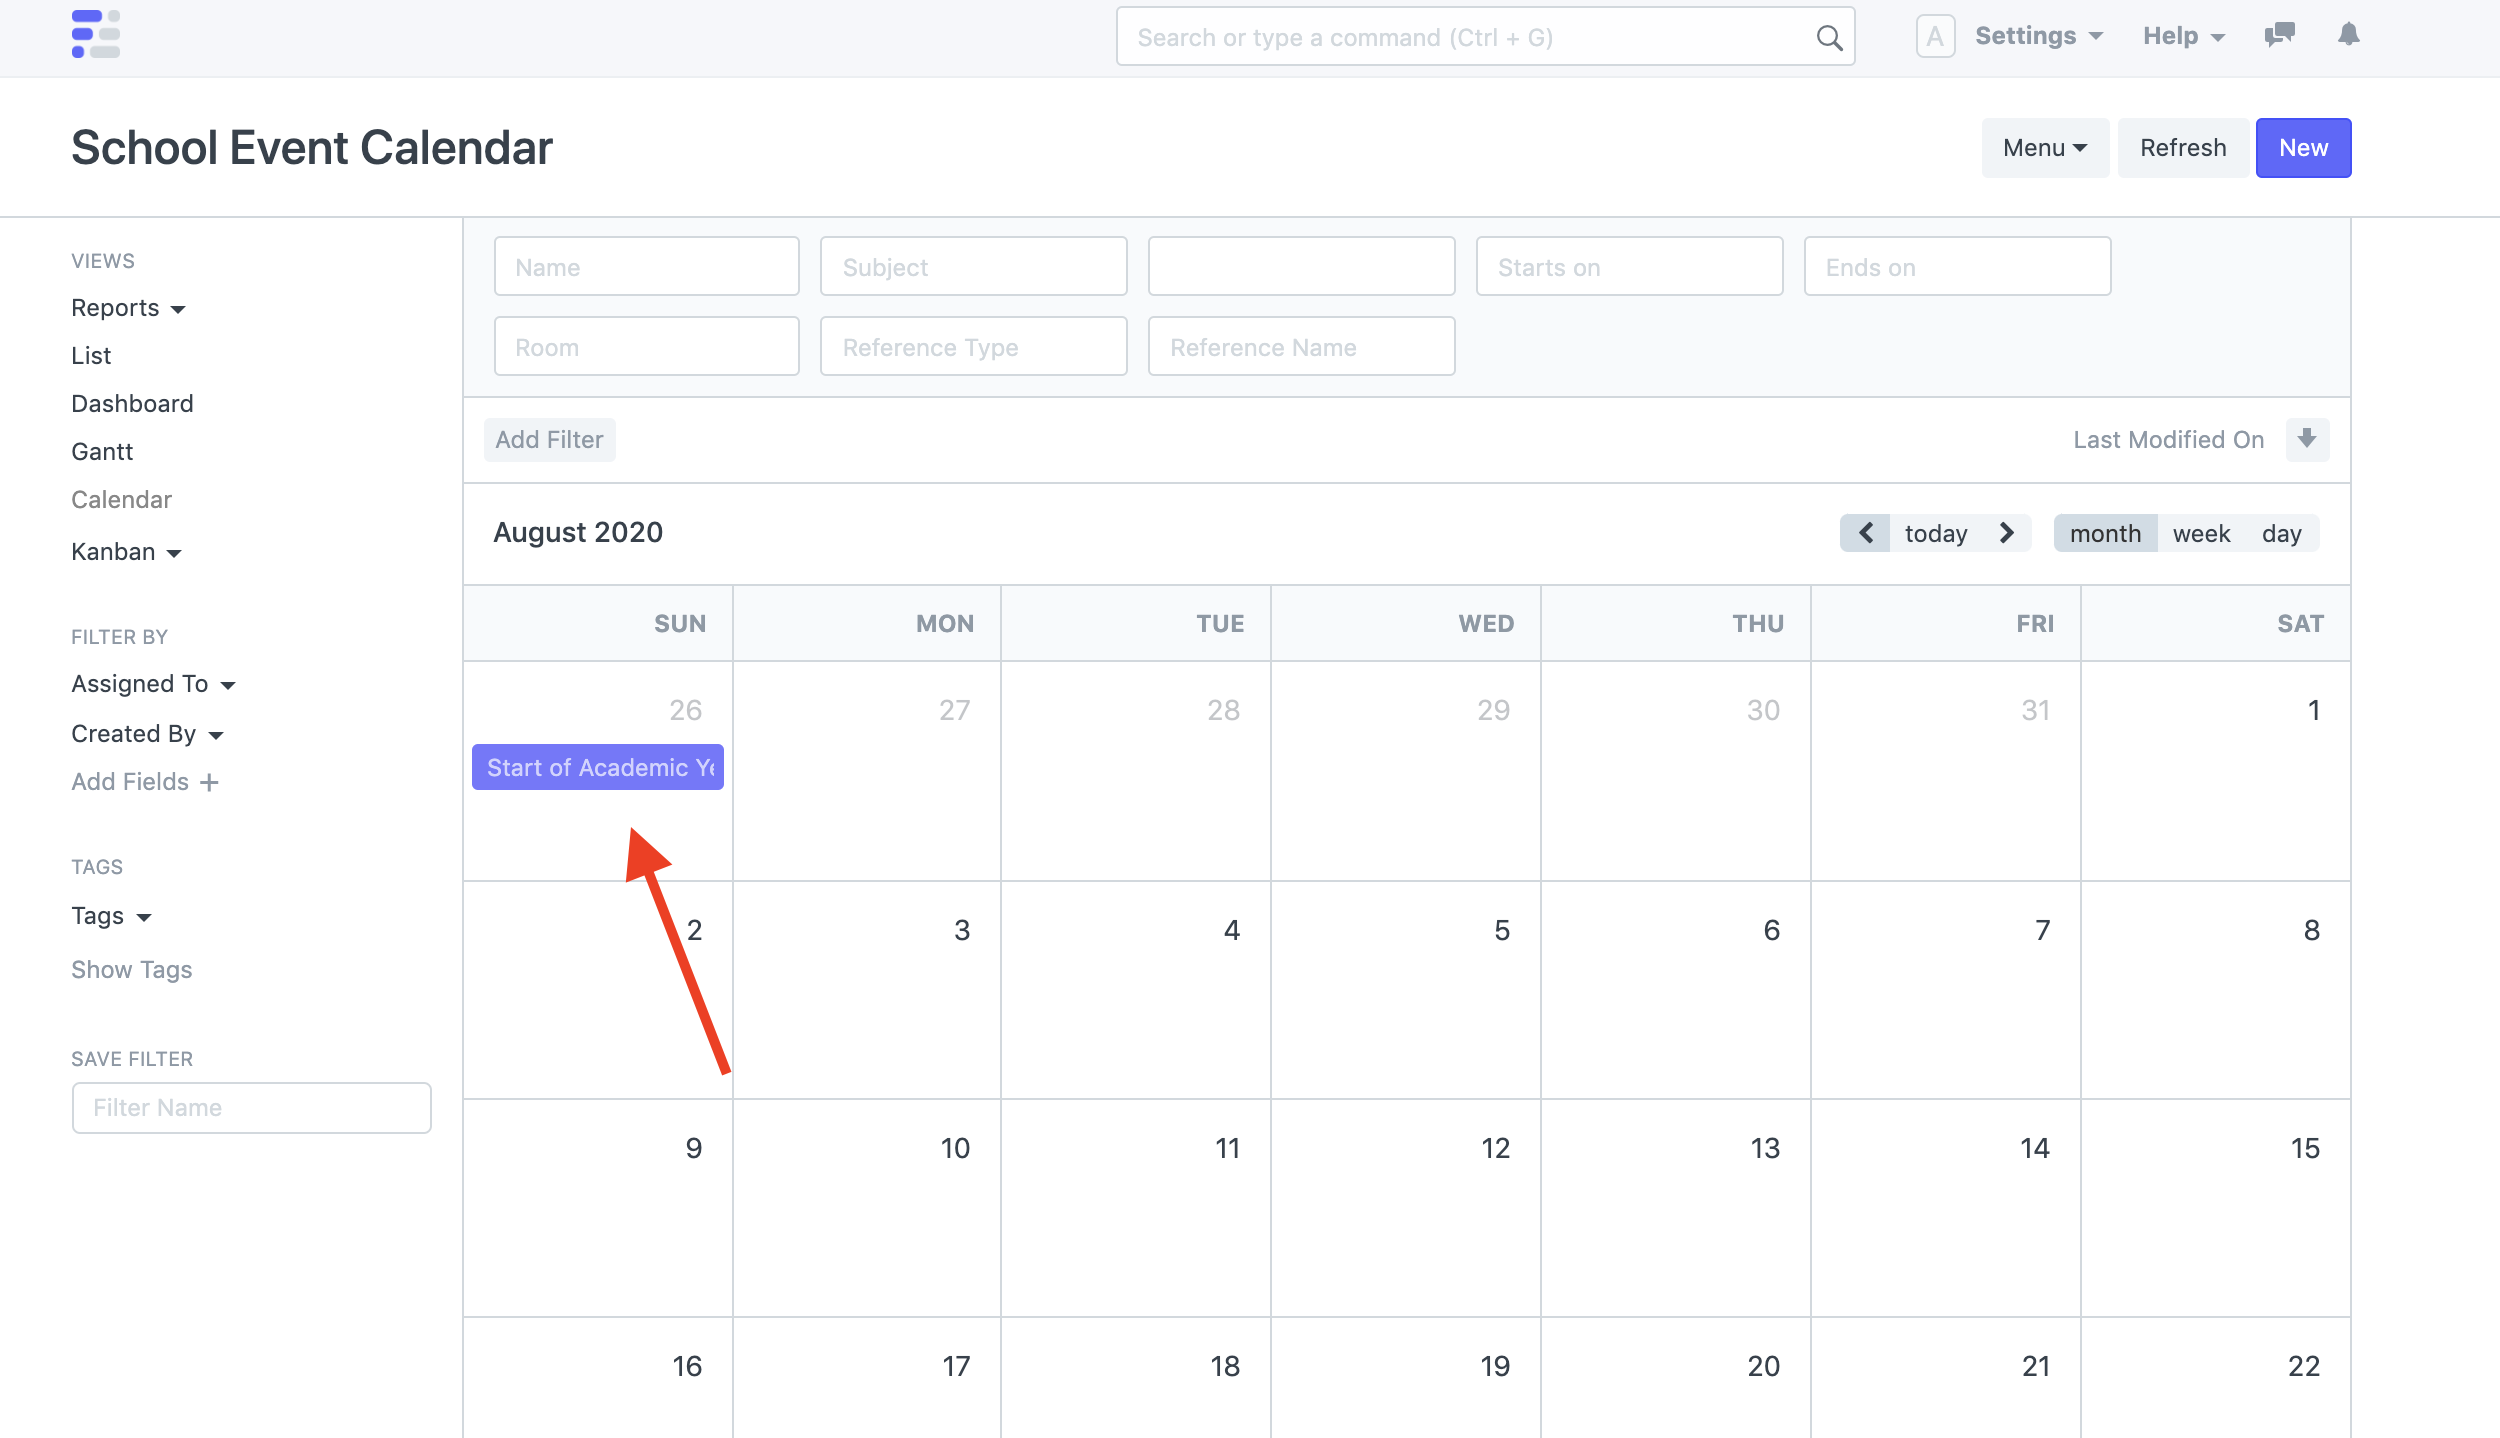 Search or type a command (Ctrl + G)
A Settings Help
School Event Calendar
Menu Refresh New
VIEWS
Reports
List
Dashboard
Gantt
Calendar
Kanban
FILTER BY
Assigned To
Created By
Add Fields
TAGS
Tags
Show Tags
SAVE FILTER
Filter Name
Name Subject Starts on Ends on
Room Reference Type Reference Name
Add Filter Last Modified On
August 2020 today month week day
SUN MON TUE WED THU FRI SAT
26 27 28 29 30 31 1
Start of Academic Ye
2 3 4 5 6 7 8
9 10 11 12 13 14 15
16 17 18 19 20 21 22